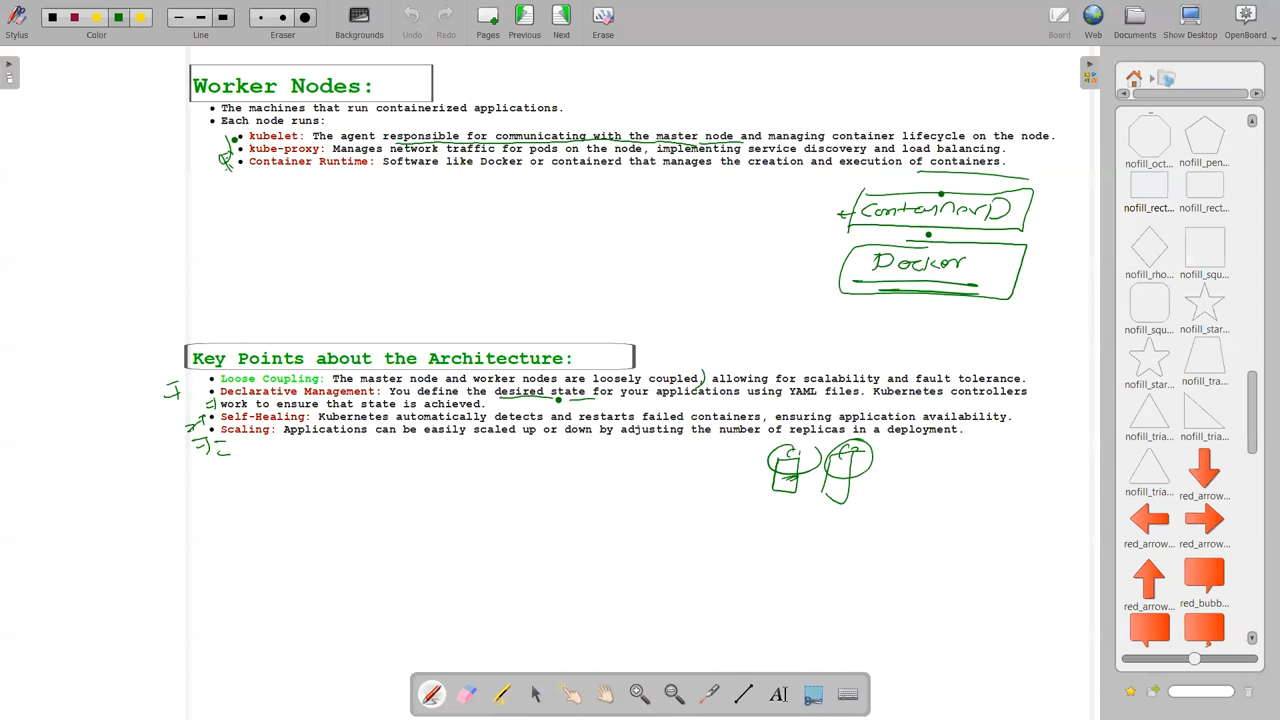 Color
Line
Eraser
Stylus
Backgrounds
Undo
Redo
Pages
Previous
Next
Erase
Board
Web
Documents
Show Desktop
OpenBoard
Worker Nodes:
• The machines that run containerized applications.
• Each node runs:
• kubelet: The agent responsible for communicating with the master node and managing container lifecycle on the node.
• kube-proxy: Manages network traffic for pods on the node, implementing service discovery and load balancing.
• Container Runtime: Software like Docker or containerd that manages the creation and execution of containers.
ContainerD
Docker
Key Points about the Architecture:
• Loose Coupling: The master node and worker nodes are loosely coupled, allowing for scalability and fault tolerance.
• Declarative Management: You define the desired state for your applications using YAML files. Kubernetes controllers
work to ensure that state is achieved.
• Self-Healing: Kubernetes automatically detects and restarts failed containers, ensuring application availability.
• Scaling: Applications can be easily scaled up or down by adjusting the number of replicas in a deployment.
nofill_oct...
nofill_pen...
nofill_rect...
nofill_rect...
nofill_rho...
nofill_squ...
nofill_squ...
nofill_star...
nofill_star...
nofill_tra...
nofill_tria...
nofill_tria...
nofill_tria...
red_arrow...
red_arrow...
red_arrow...
red_arrow...
red_bubb...